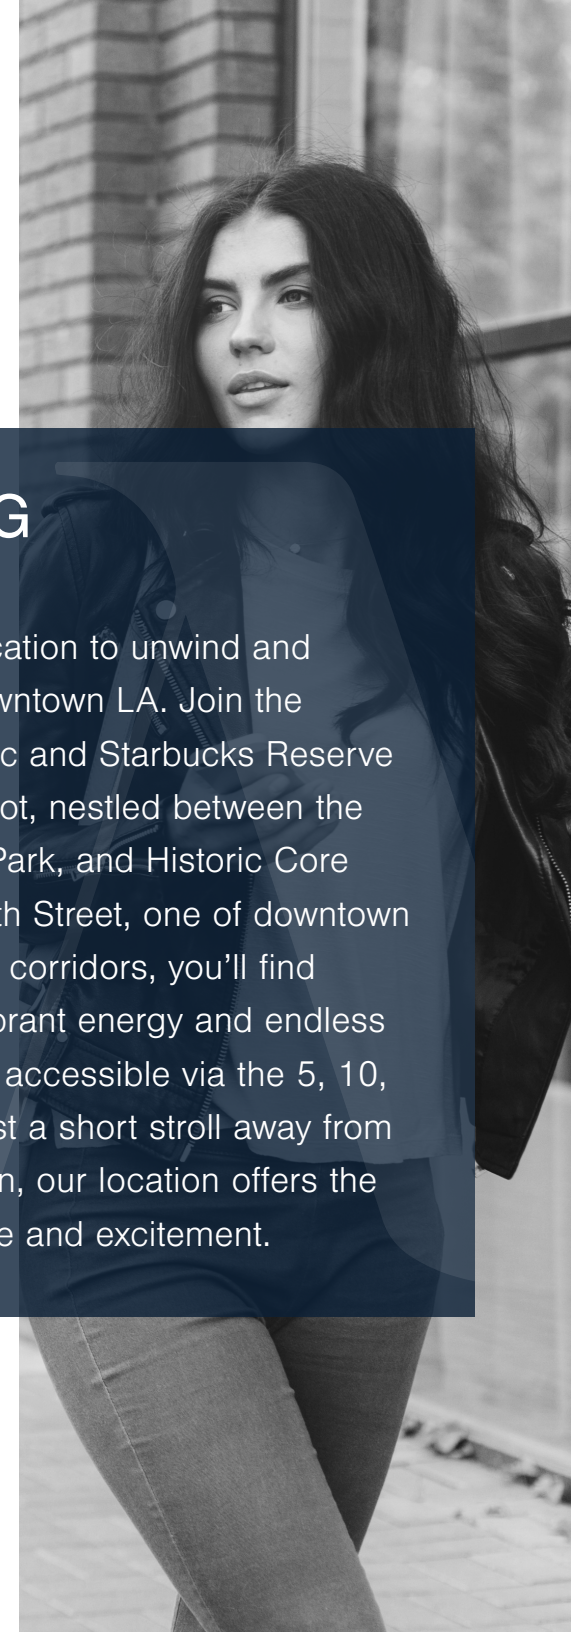 G
cation to unwind and
wntown LA. Join the
c and Starbucks Reserve
ot, nestled between the
Park, and Historic Core
th Street, one of downtown
corridors, you’ll find
brant energy and endless
accessible via the 5, 10,
st a short stroll away from
n, our location offers the
e and excitement.